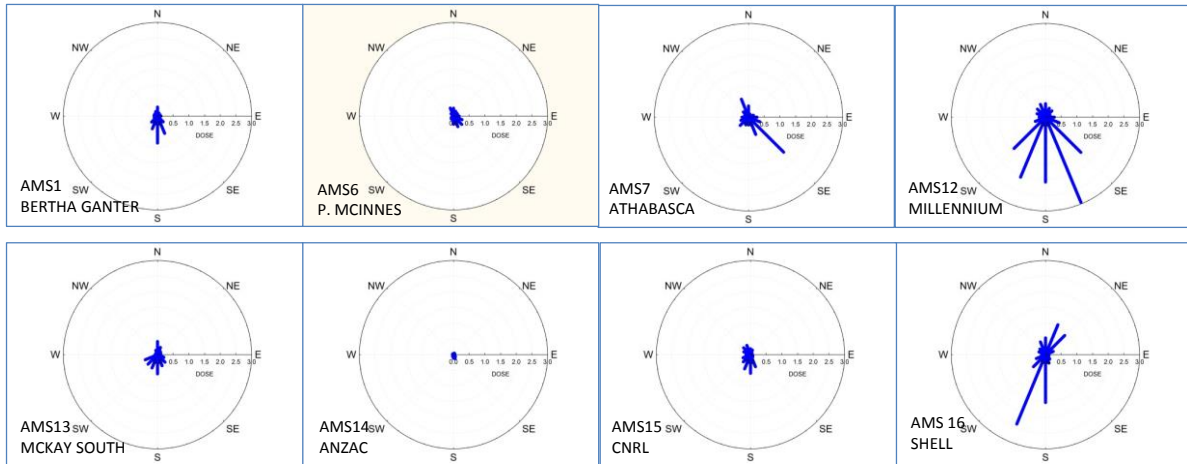 N
NW NE
W E
0.5 1.0 1.5 2.0 2.5 3.0
DOSE
SW SE
S
AMS1
BERTHA GANTER
N
NW NE
W E
0.5 1.0 1.5 2.0 2.5 3.0
DOSE
SW SE
S
AMS6
P. MCINNES
N
NW NE
W E
0.5 1.0 1.5 2.0 2.5 3.0
DOSE
SW SE
S
AMS7
ATHABASCA
N
NW NE
W E
0.5 1.0 1.5 2.0 2.5 3.0
DOSE
SW SE
S
AMS12
MILLENNIUM
N
NW NE
W E
0.5 1.0 1.5 2.0 2.5 3.0
DOSE
SW SE
S
AMS13
MCKAY SOUTH
N
NW NE
W E
0.5 1.0 1.5 2.0 2.5 3.0
DOSE
SW SE
S
AMS14
ANZAC
N
NW NE
W E
0.5 1.0 1.5 2.0 2.5 3.0
DOSE
SW SE
S
AMS15
CNRL
N
NW NE
W E
0.5 1.0 1.5 2.0 2.5 3.0
DOSE
SW SE
S
AMS 16
SHELL